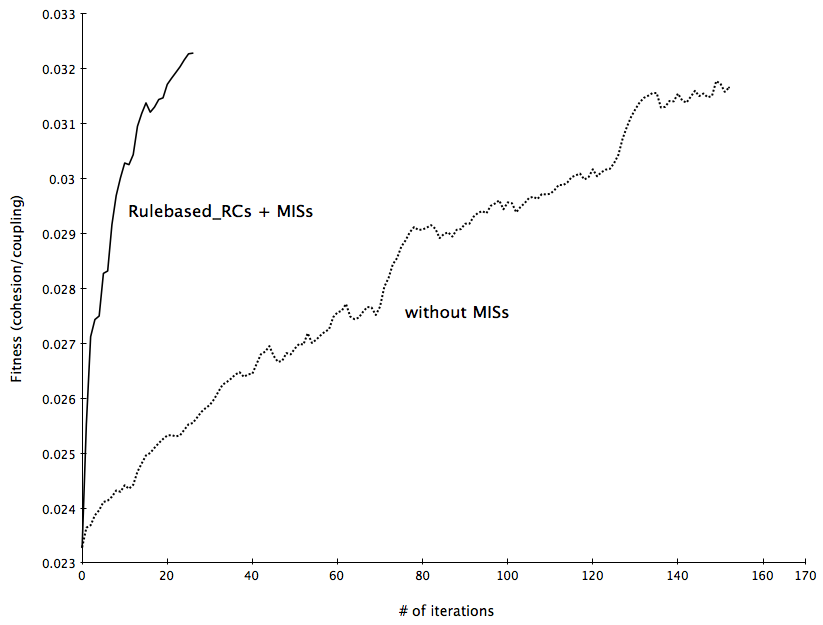 0.033
0.032
0.031
0.03
Rulebased_RCs + MISs
0.029
0.028
without MISs
0.027
0.026
0.025
0.024
0.023
Fitness (cohesion/coupling)
0 20 40 60 80 100 120 140 160 170
# of iterations